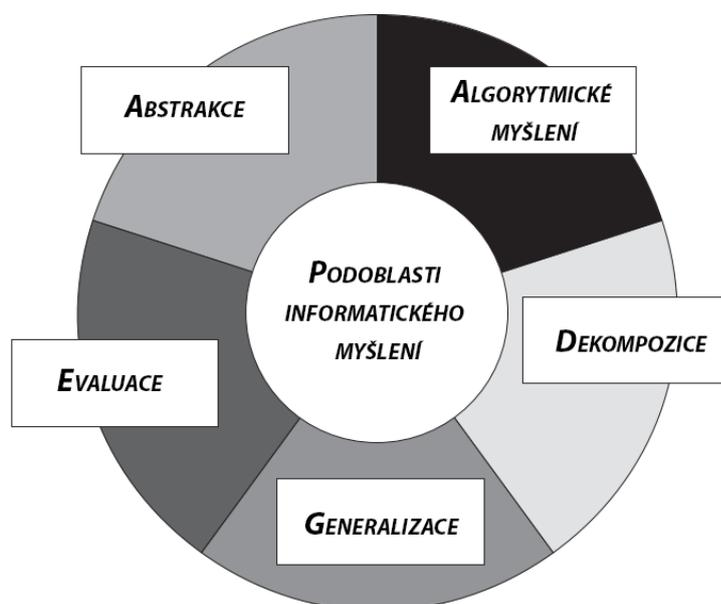 ABSTRAKCE
ALGORYTMICKÉ
MYŠLENÍ
PODOBLASTI
INFORMATICKÉHO
MYŠLENÍ
DEKOMPOZICE
EVALUACE
GENERALIZACE